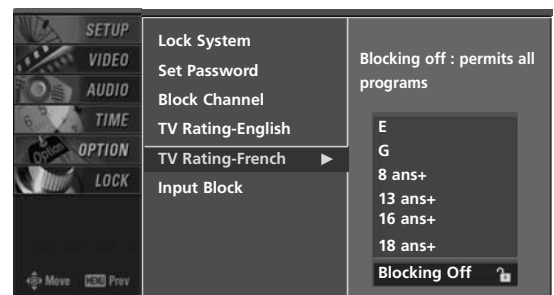 SETUP
VIDEO
AUDIO
TIME
OPTION
LOCK
Move MENU Prev
Lock System
Set Password
Block Channel
TV Rating-English
TV Rating-French ►
Input Block
Blocking off : permits all
programs
E
G
8 ans+
13 ans+
16 ans+
18 ans+
Blocking Off